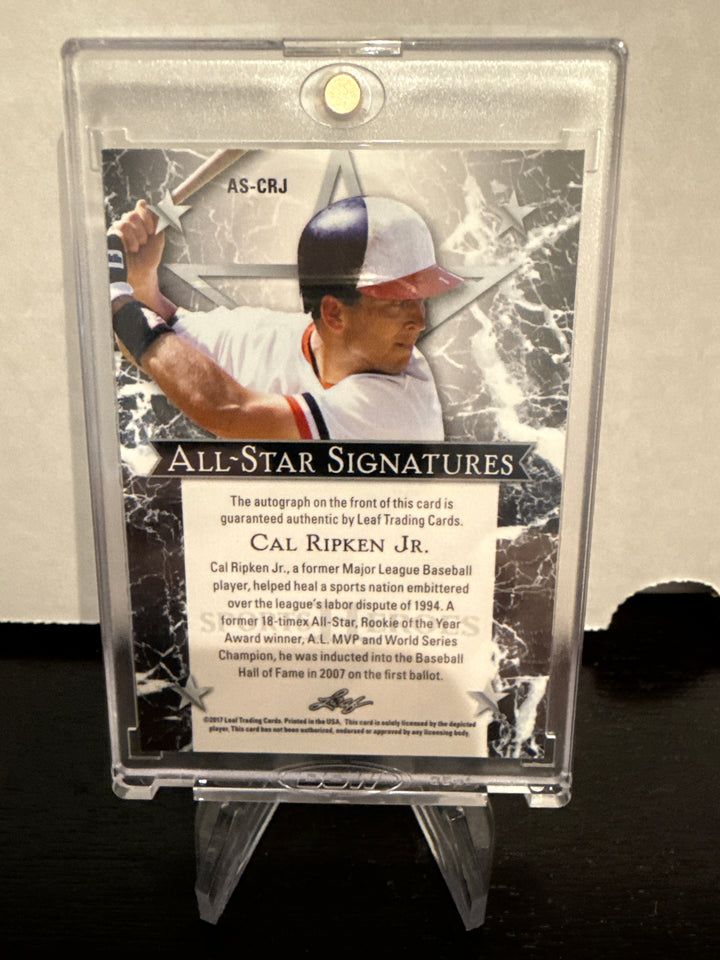 AS-CRJ
ALL-STAR SIGNATURES
The autograph on the front of this card is
guaranteed authentic by Leaf Trading Cards.
CAL RIPKEN JR.
Cal Ripken Jr., a former Major League Baseball
player, helped heal a sports nation embittered
over the league's labor dispute of 1994. A
former 18-timex All-Star, Rookie of the Year
Award winner, A.L. MVP and World Series
Champion, he was inducted into the Baseball
Hall of Fame in 2007 on the first ballot.
Leaf
©2017 Leaf Trading Cards. Printed in the USA. This card is solely licensed by the depicted
player. This card has not been authorized, endorsed or approved by any licensing body.
BCW